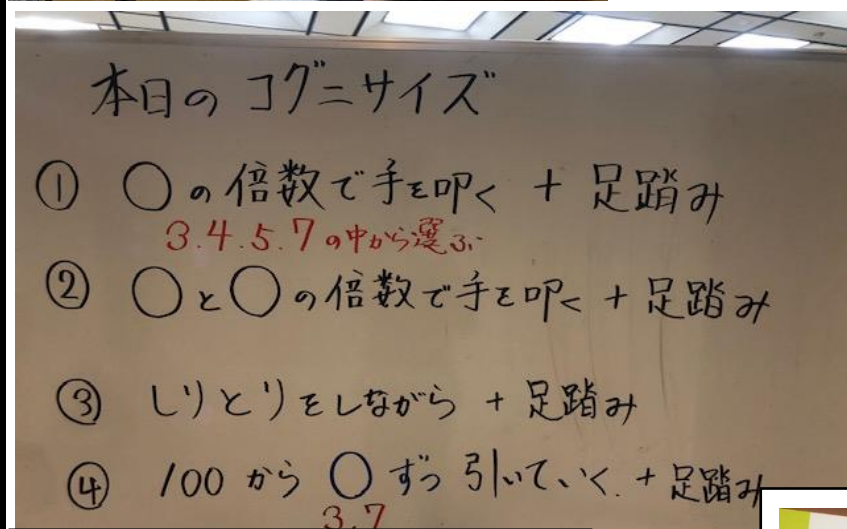 本日の コグニサイズ
① ○の倍数で手を叩く + 足踏み
3.4.5.7の中から選ぶ
② ○と○の倍数で手を叩く + 足踏み
③ しりとりをしながら + 足踏み
④ 100から ○ずつ 引いていく. + 足踏み
3.7